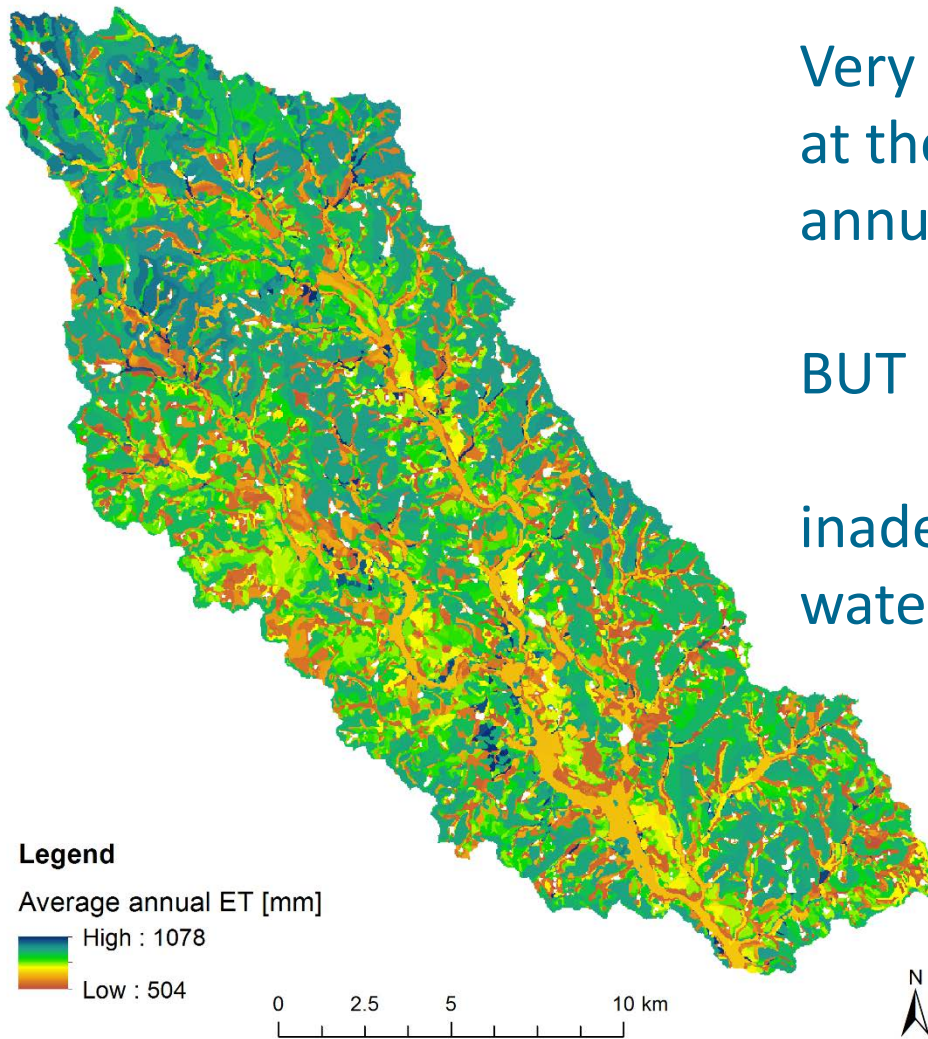 Very
at the
annu
BUT
inade
wate
Legend
Average annual ET [mm]
High : 1078
Low : 504
0 2.5 5 10 km
N